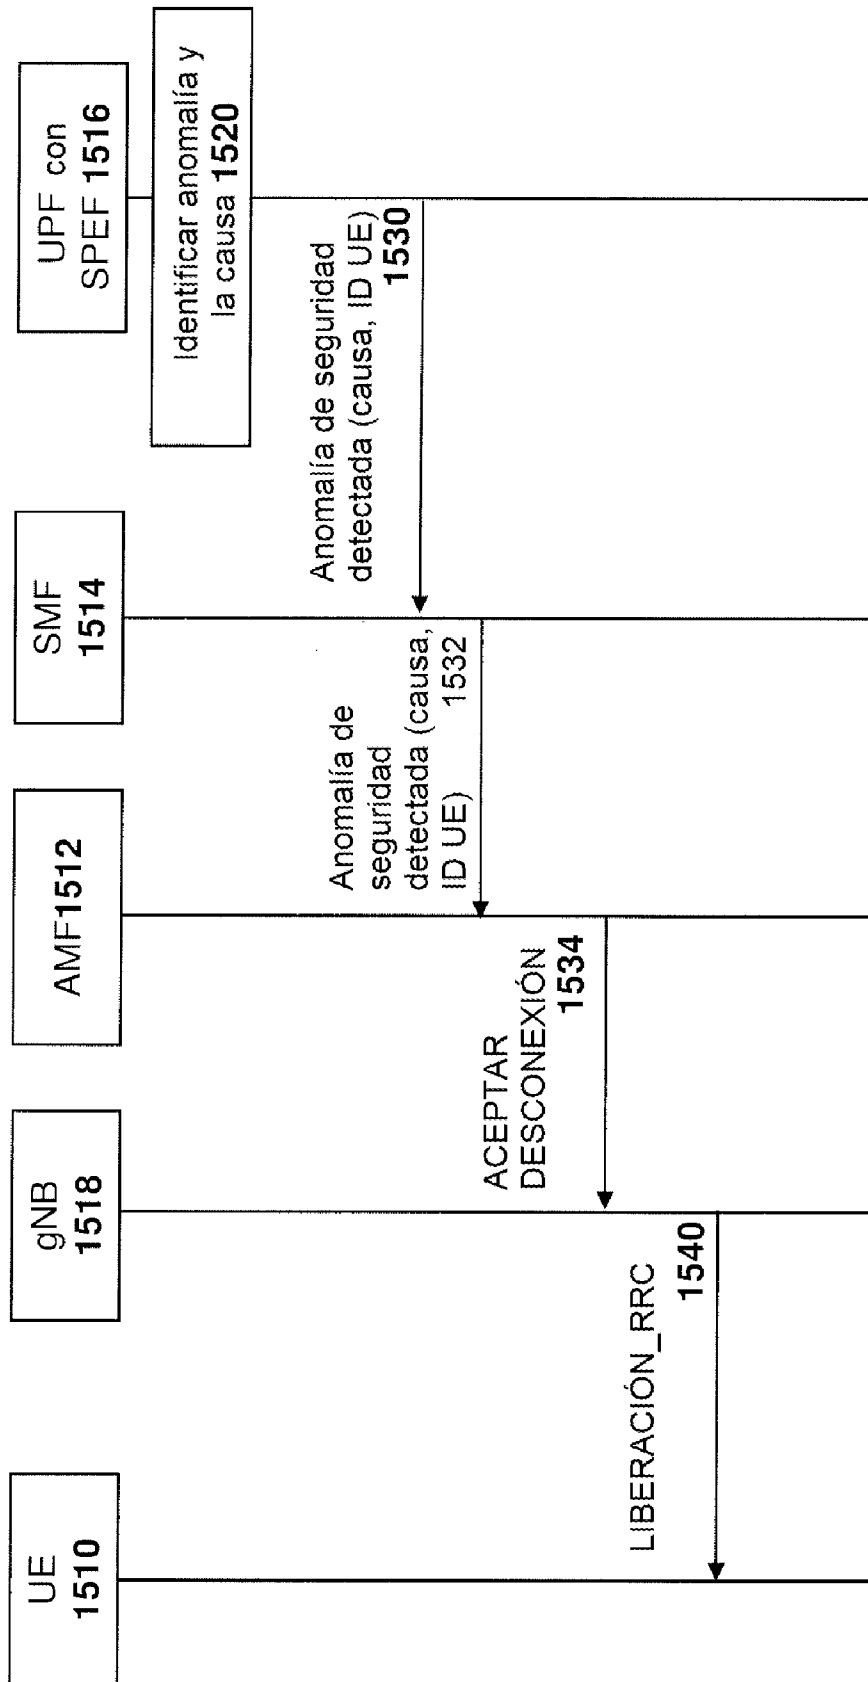 UE
1510
gNB
1518
AMF1512
SMF
1514
UPF con
SPEF 1516
Identificar anomalía y
la causa 1520
Anomalía de seguridad
detectada (causa, ID UE)
1530
Anomalía de
seguridad
detectada (causa,
ID UE) 1532
ACEPTAR
DESCONEXIÓN
1534
LIBERACIÓN_RRC
1540